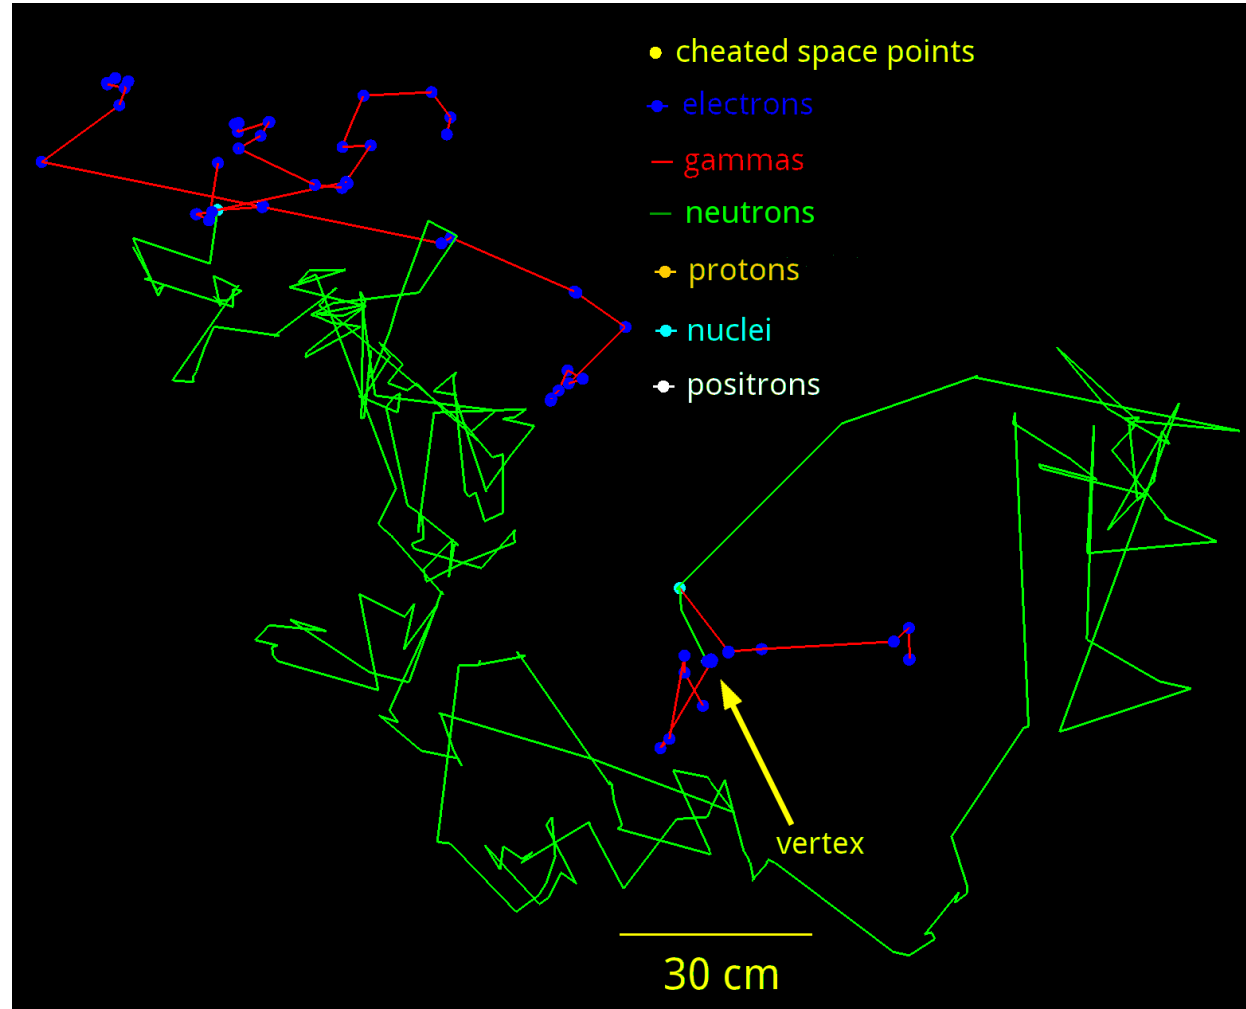 cheated space points
electrons
gammas
neutrons
protons
nuclei
positrons
vertex
30 cm